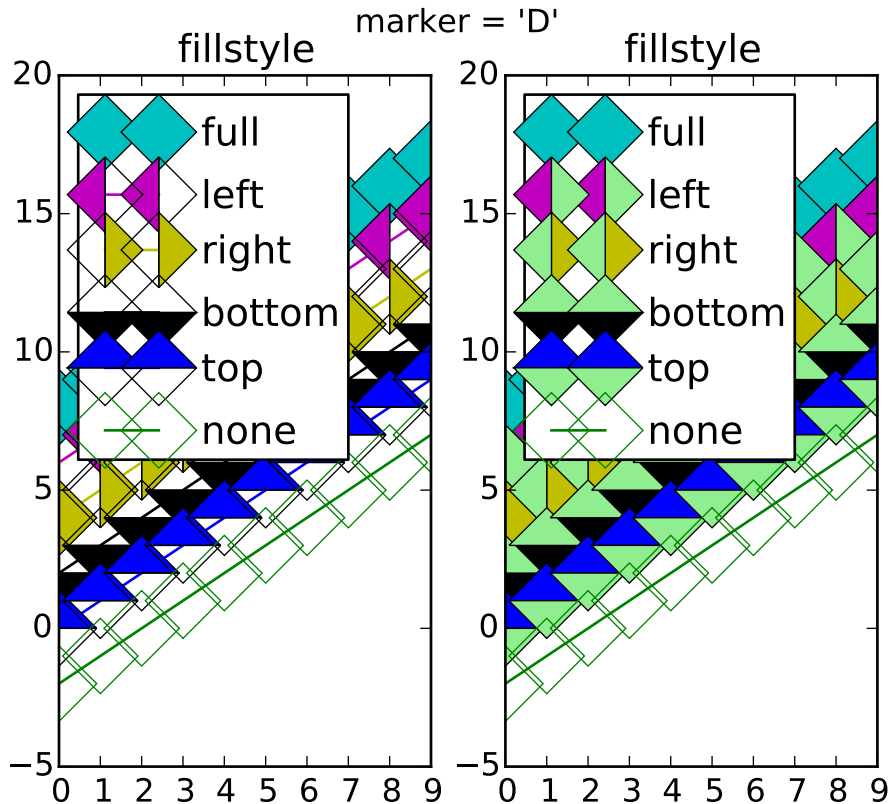 marker = 'D'
fillstyle
20
15
10
5
0
−5
0 1 2 3 4 5 6 7 8 9
full
left
right
bottom
top
none
fillstyle
20
15
10
5
0
−5
0 1 2 3 4 5 6 7 8 9
full
left
right
bottom
top
none